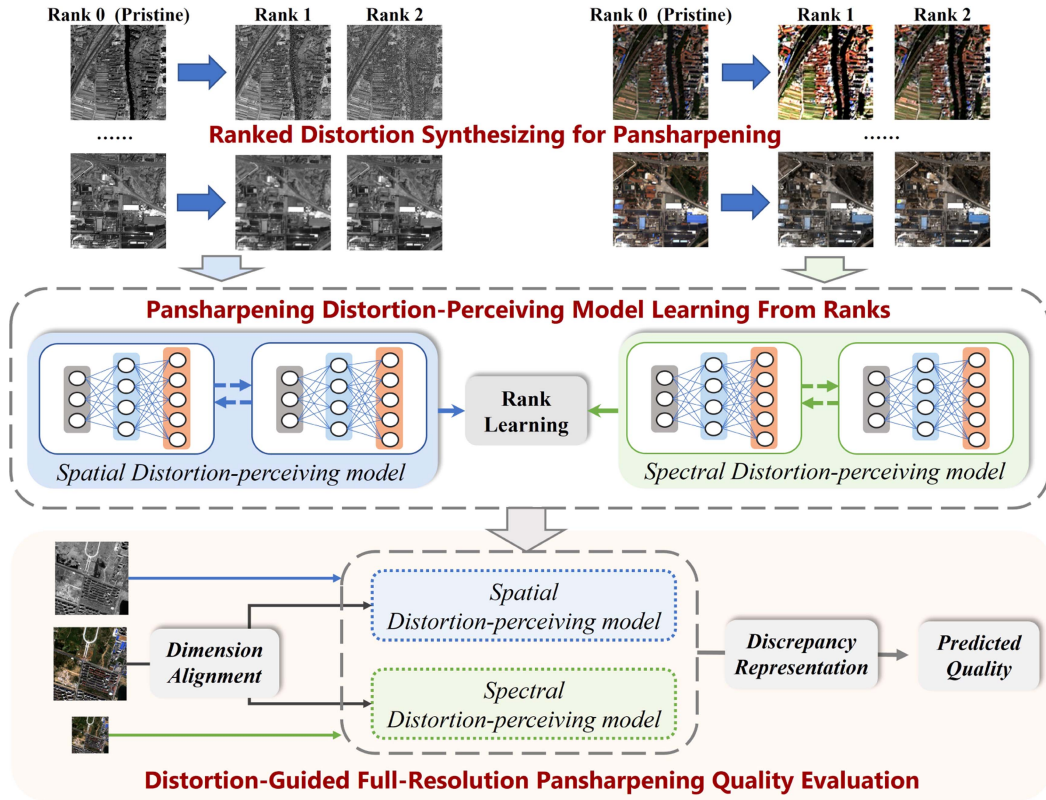 Rank 0 (Pristine)
Rank 1
Rank 2
Rank 0 (Pristine)
Rank 1
Rank 2
......
......
Ranked Distortion Synthesizing for Pansharpening
Pansharpening Distortion-Perceiving Model Learning From Ranks
Rank
Learning
Spatial Distortion-perceiving model
Spectral Distortion-perceiving model
Spatial
Distortion-perceiving model
Dimension
Alignment
Discrepancy
Representation
Predicted
Quality
Spectral
Distortion-perceiving model
Distortion-Guided Full-Resolution Pansharpening Quality Evaluation